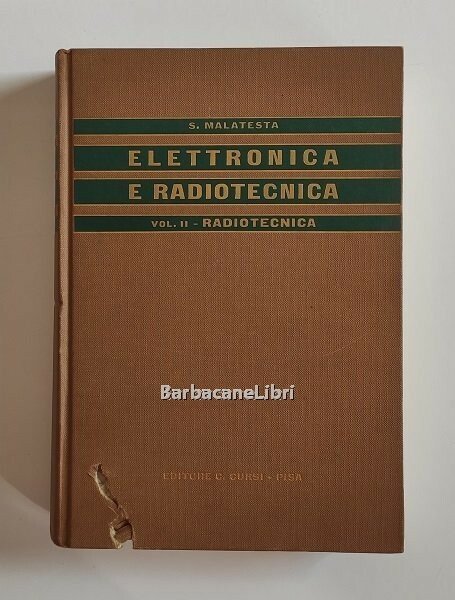 S. MALATESTA
ELETTRONICA
E RADIOTECNICA
VOL. II - RADIOTECNICA
BarbacaneLibri
EDITORE C. CURSI - PISA